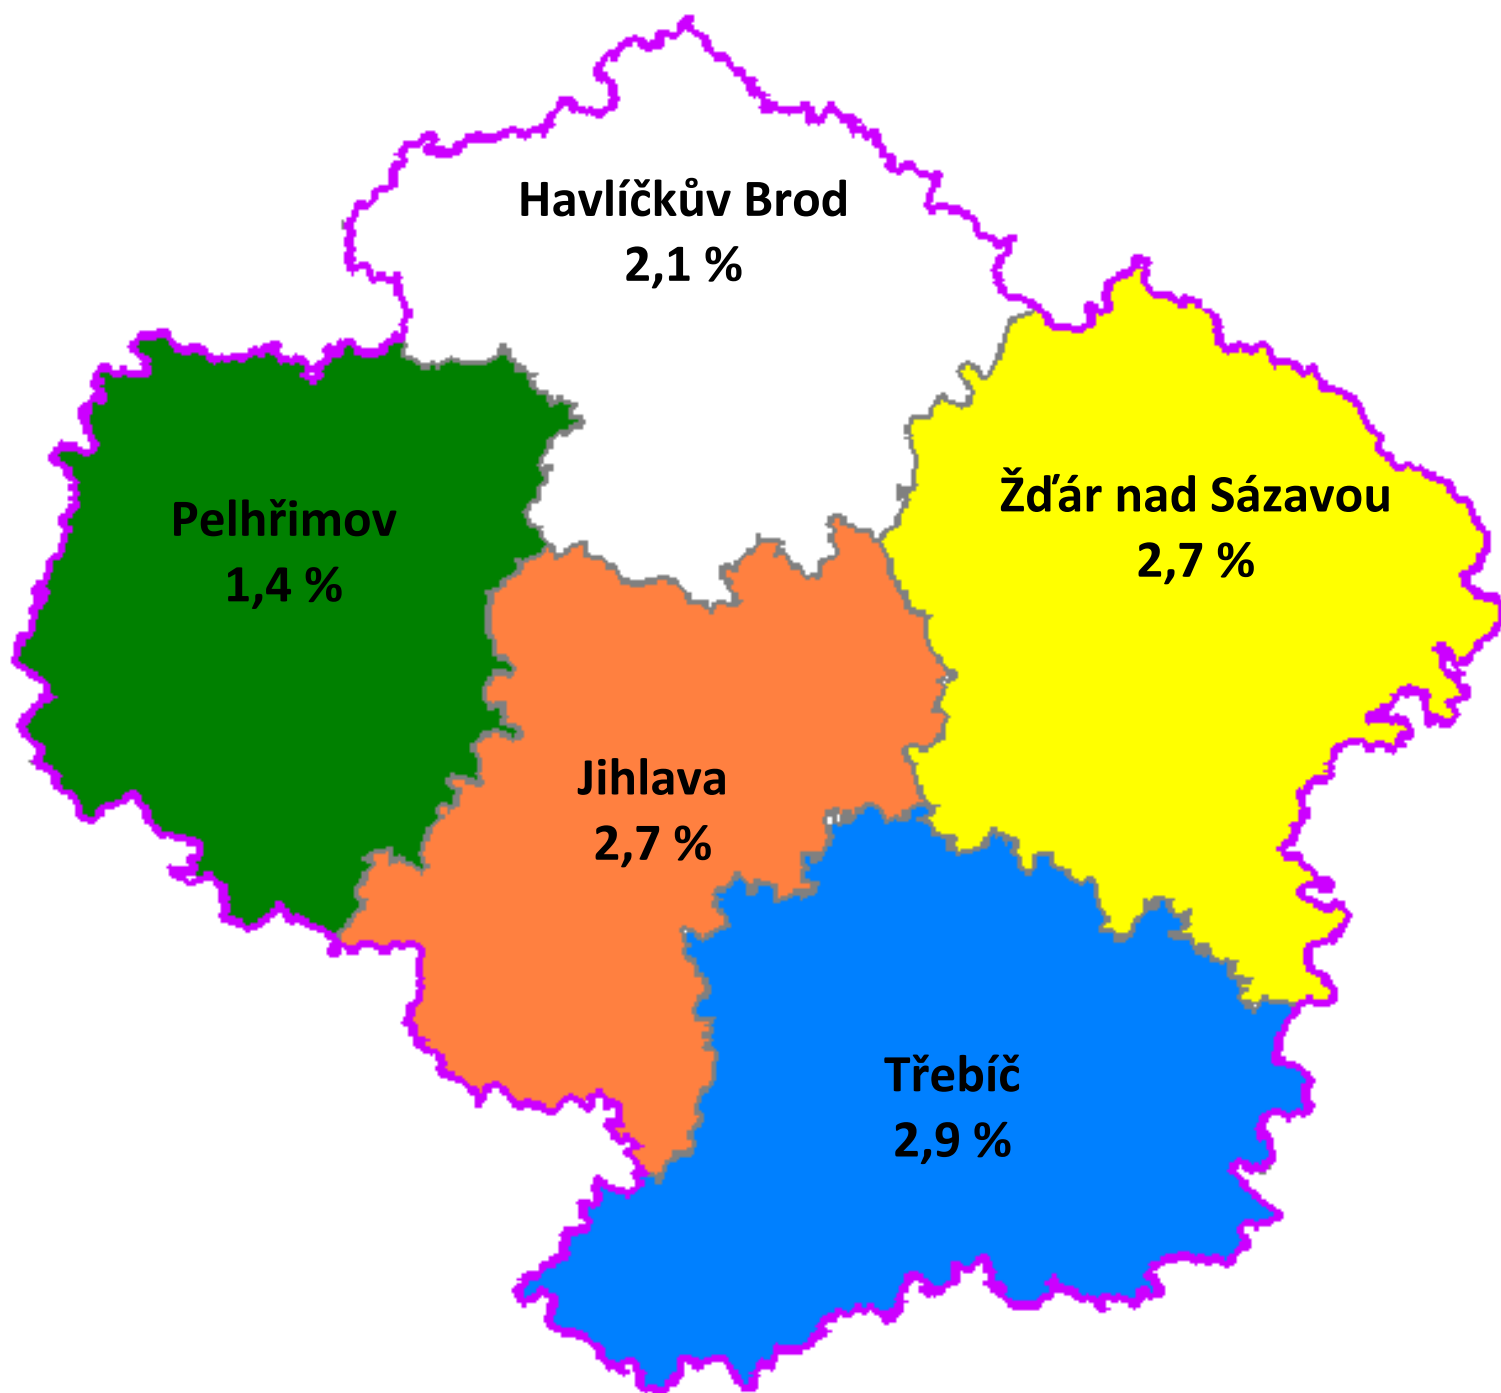 Havlíčkův Brod
2,1 %
Žďár nad Sázavou
2,7 %
Pelhřimov
1,4 %
Jihlava
2,7 %
Třebíč
2,9 %